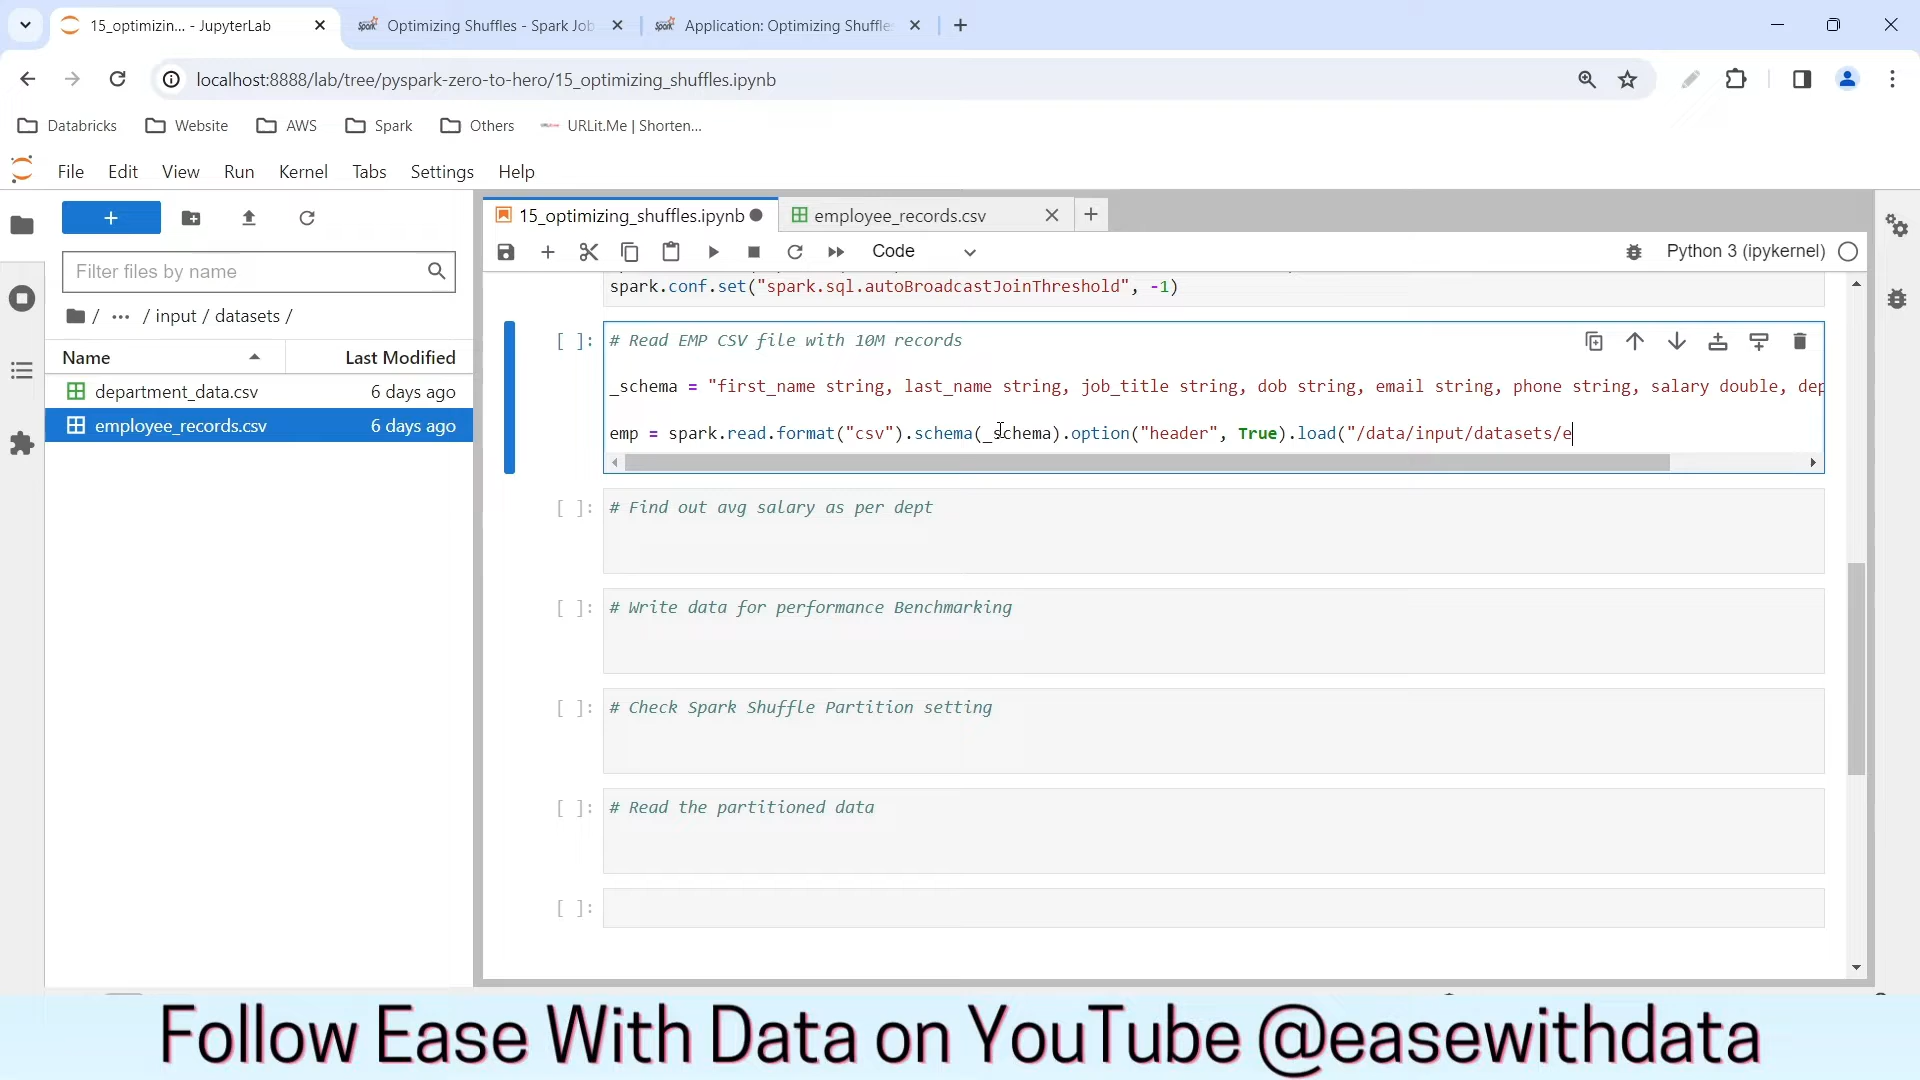 15_optimizin... - JupyterLab
Optimizing Shuffles - Spark Job
Application: Optimizing Shuffle
localhost:8888/lab/tree/pyspark-zero-to-hero/15_optimizing_shuffles.ipynb
Databricks
Website
AWS
Spark
Others
URLit.Me | Shorten...
File
Edit
View
Run
Kernel
Tabs
Settings
Help
Filter files by name
/ ... / input / datasets /
Name
Last Modified
department_data.csv
6 days ago
employee_records.csv
6 days ago
15_optimizing_shuffles.ipynb
employee_records.csv
Code
Python 3 (ipykernel)
spark.conf.set("spark.sql.autoBroadcastJoinThreshold", -1)
[ ]: # Read EMP CSV file with 10M records
_schema = "first_name string, last_name string, job_title string, dob string, email string, phone string, salary double, dep
emp = spark.read.format("csv").schema(_schema).option("header", True).load("/data/input/datasets/e
[ ]: # Find out avg salary as per dept
[ ]: # Write data for performance Benchmarking
[ ]: # Check Spark Shuffle Partition setting
[ ]: # Read the partitioned data
[ ]:
Follow Ease With Data on YouTube @easewithdata